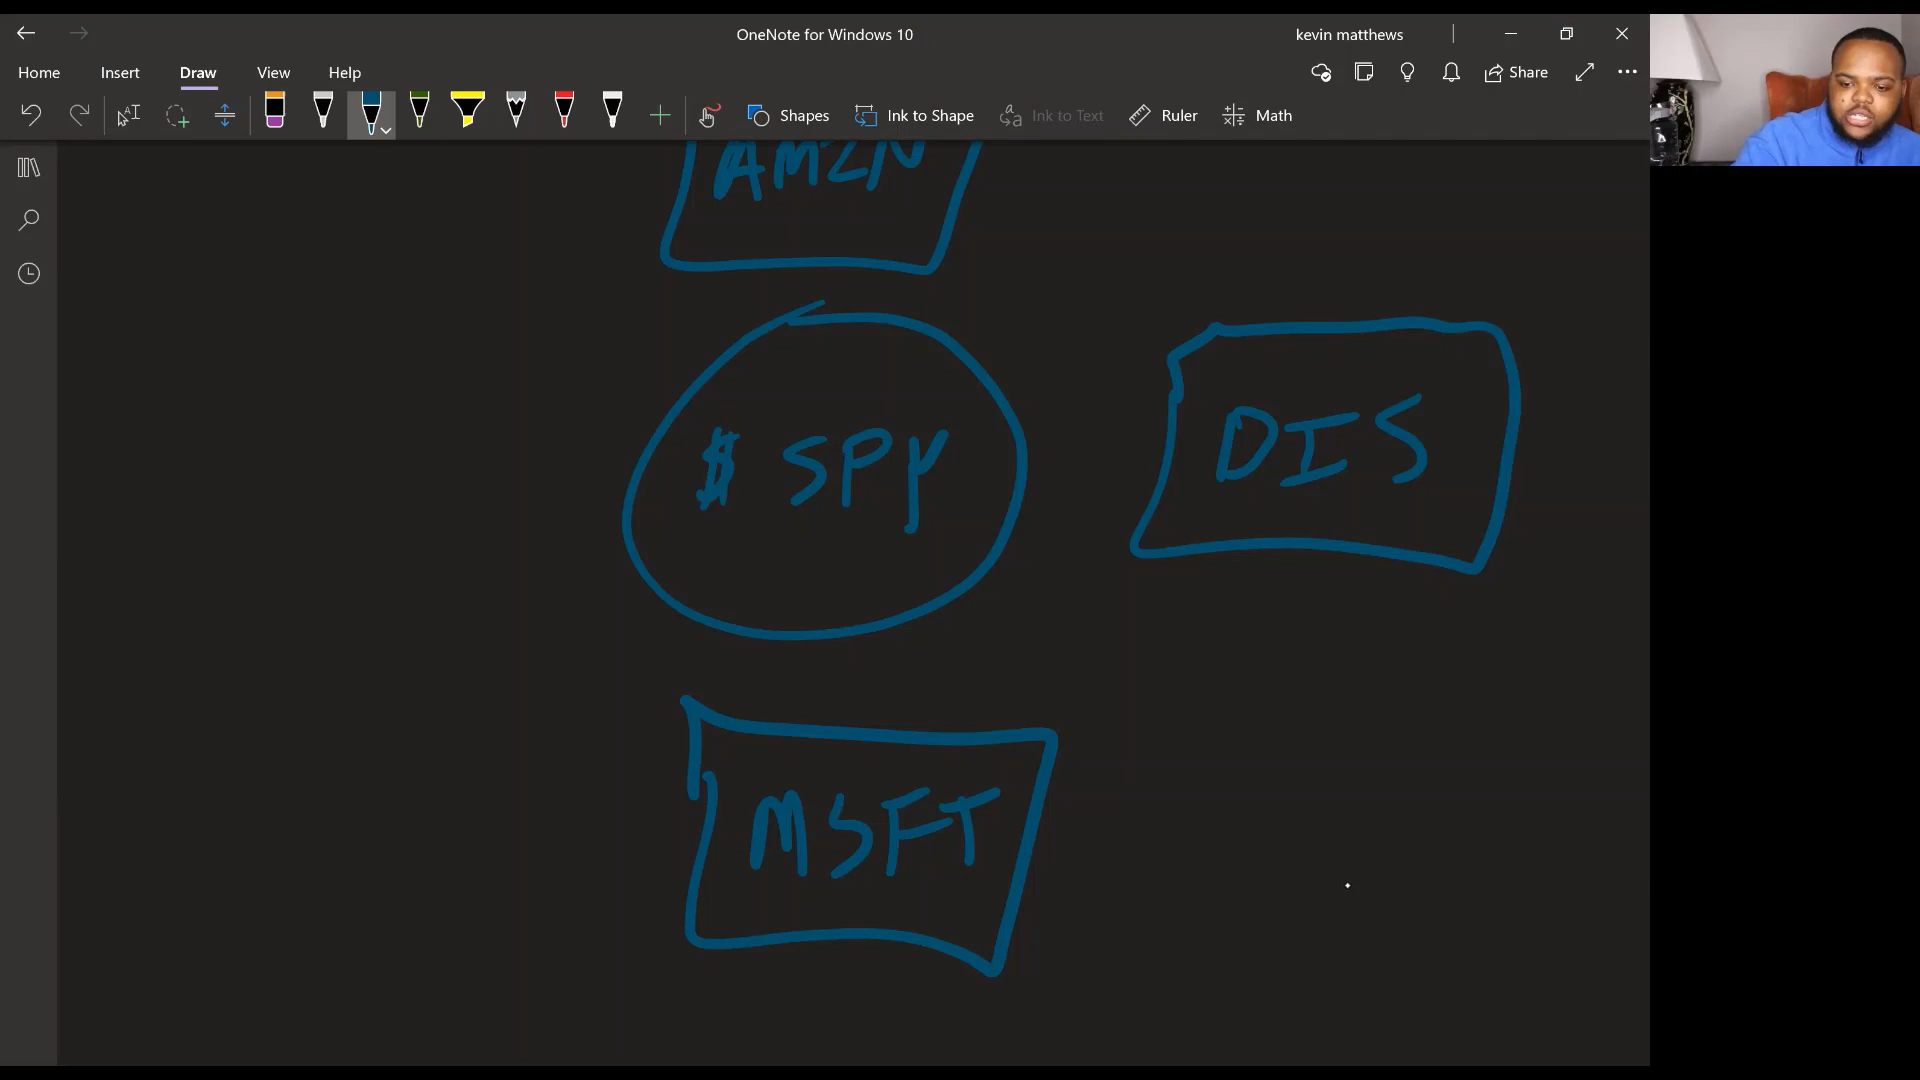 OneNote for Windows 10
kevin matthews
Home Insert Draw View Help
Share
Shapes Ink to Shape Ink to Text Ruler Math
AMZN
$ SPY
DIS
MSFT